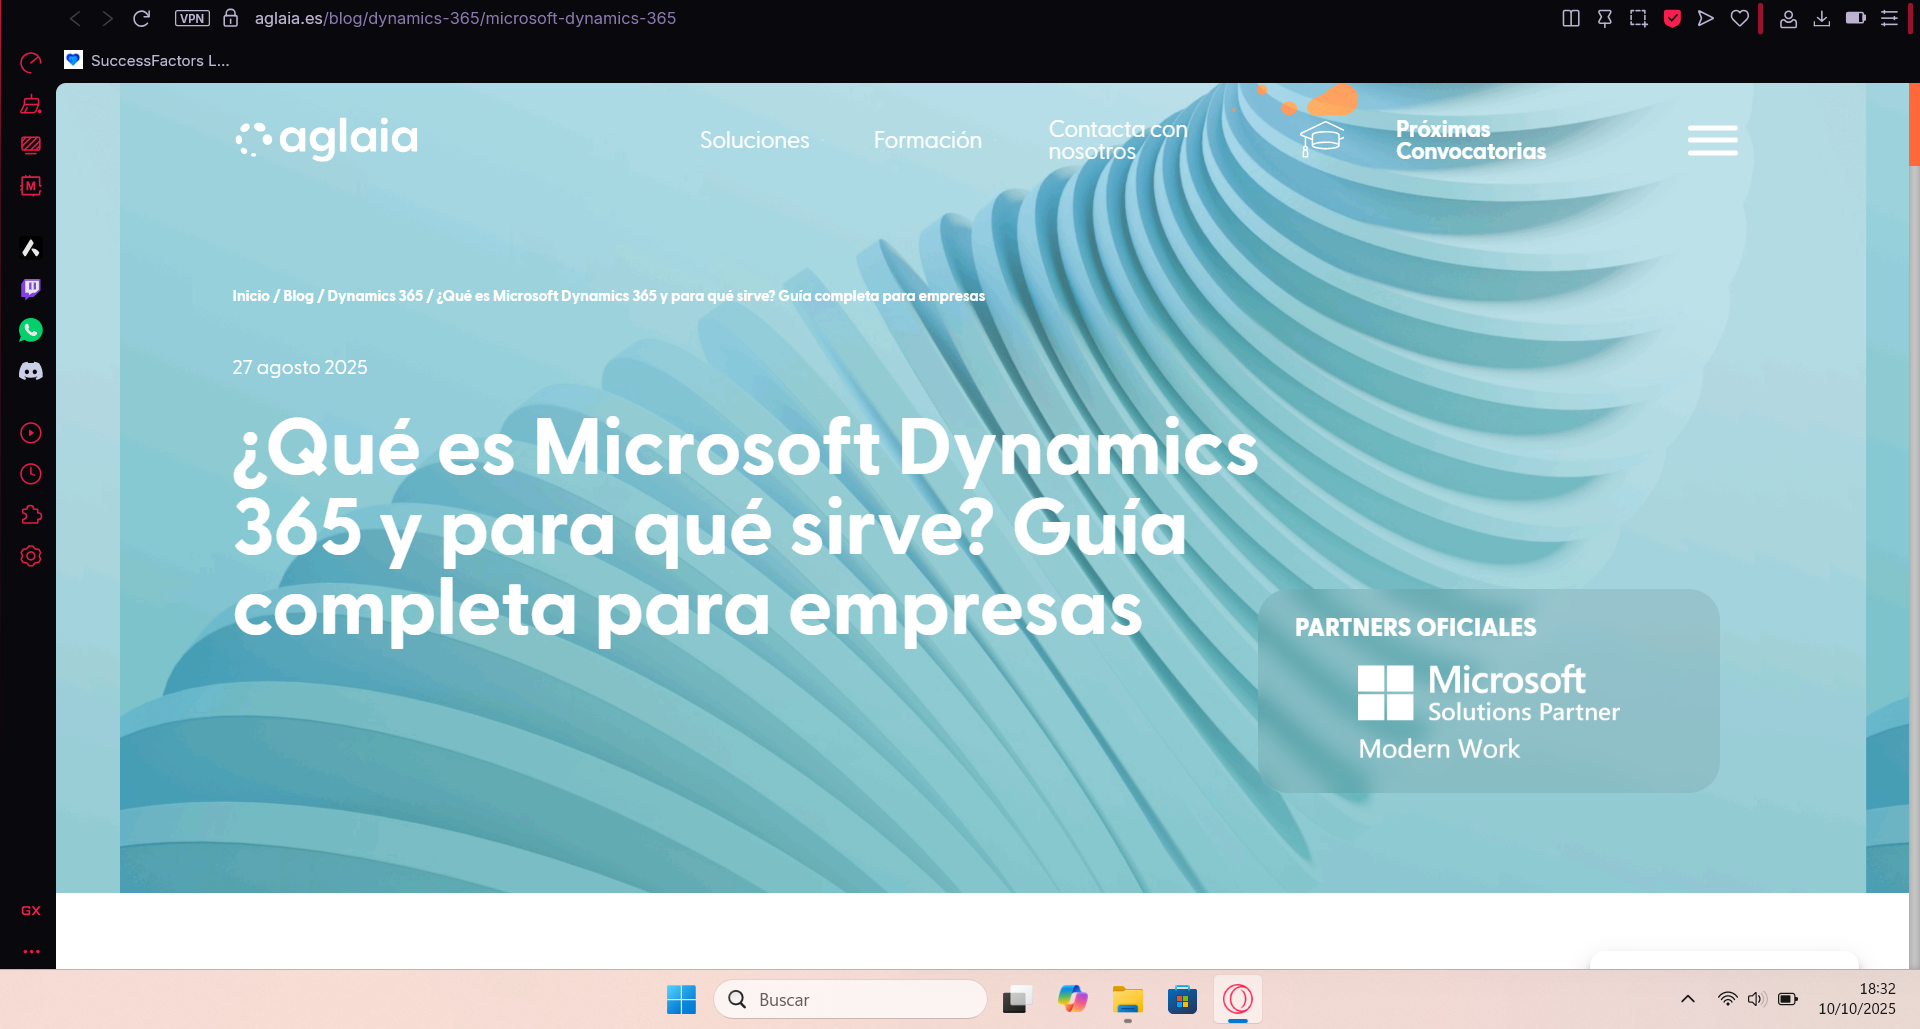 VPN
aglaia.es/blog/dynamics-365/microsoft-dynamics-365
SuccessFactors L...
M
aglaia
Soluciones
Formación
Contacta con
nosotros
Próximas
Convocatorias
Inicio / Blog / Dynamics 365 / ¿Qué es Microsoft Dynamics 365 y para qué sirve? Guía completa para empresas
27 agosto 2025
¿Qué es Microsoft Dynamics
365 y para qué sirve? Guía
completa para empresas
PARTNERS OFICIALES
Microsoft
Solutions Partner
Modern Work
GX
Buscar
18:32
10/10/2025